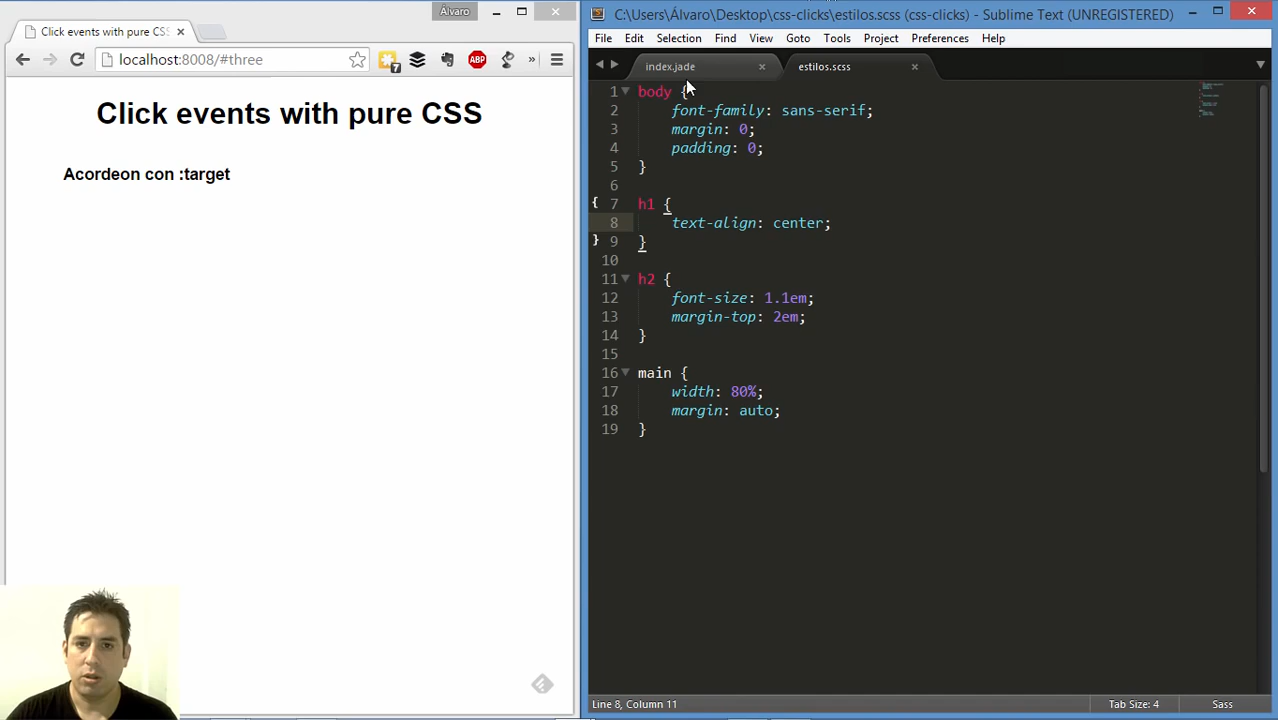 Álvaro
Click events with pure CSS
localhost:8008/#three
7
ABP
»
Click events with pure CSS
Acordeon con :target
C:\Users\Álvaro\Desktop\css-clicks\estilos.scss (css-clicks) - Sublime Text (UNREGISTERED)
File Edit Selection Find View Goto Tools Project Preferences Help
index.jade estilos.scss
1 body {
2 font-family: sans-serif;
3 margin: 0;
4 padding: 0;
5 }
6
7 h1 {
8 text-align: center;
9 }
10
11 h2 {
12 font-size: 1.1em;
13 margin-top: 2em;
14 }
15
16 main {
17 width: 80%;
18 margin: auto;
19 }
Line 8, Column 11 Tab Size: 4 Sass